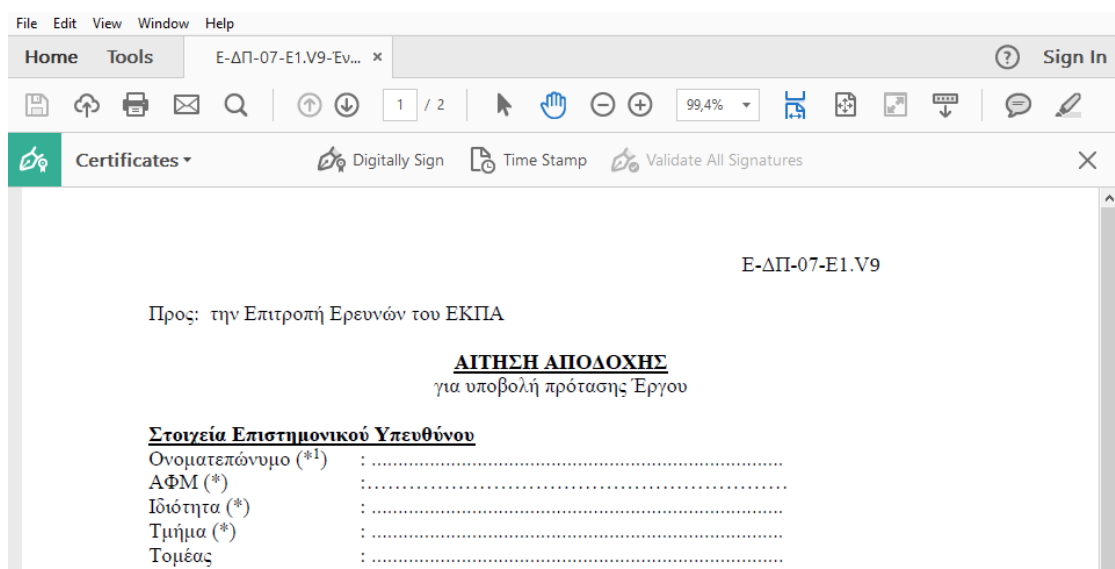 File Edit View Window Help
Home Tools Ε-ΔΠ-07-Ε1.V9-Έν... × ? Sign In
1 / 2 99,4%
Certificates Digitally Sign Time Stamp Validate All Signatures
Ε-ΔΠ-07-Ε1.V9
Προς: την Επιτροπή Ερευνών του ΕΚΠΑ
ΑΙΤΗΣΗ ΑΠΟΔΟΧΗΣ
για υποβολή πρότασης Έργου
Στοιχεία Επιστημονικού Υπευθύνου
Ονοματεπώνυμο (*1) : ...............................................................................
ΑΦΜ (*) :……………………………………………………………
Ιδιότητα (*) : ...............................................................................
Τμήμα (*) : ...............................................................................
Τομέας : ...............................................................................